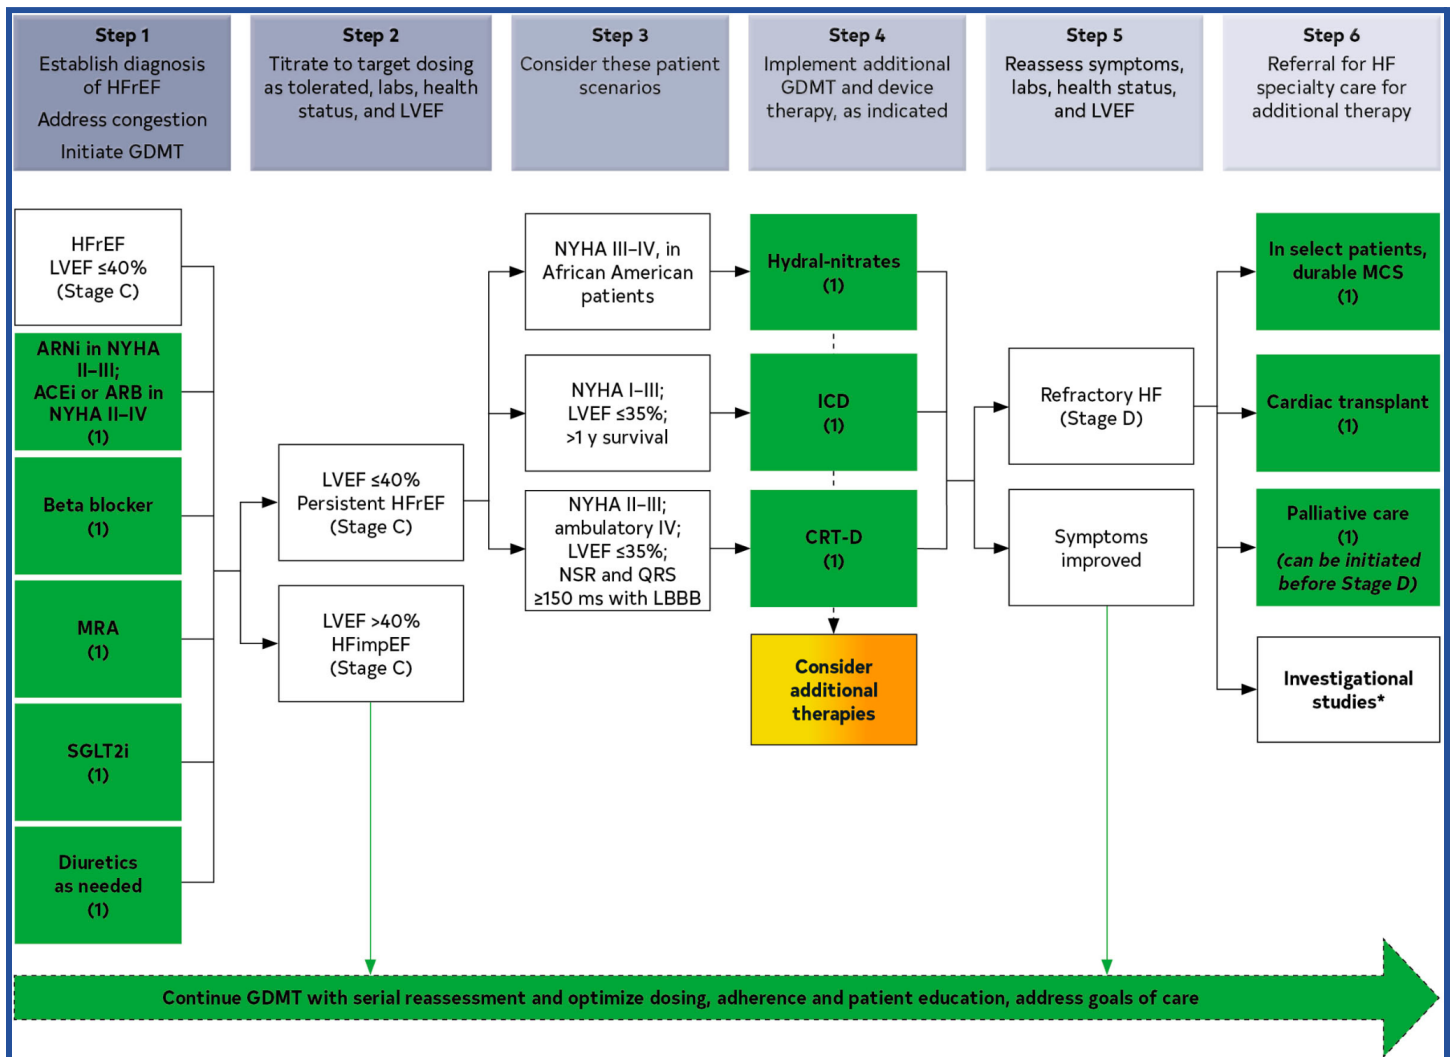 Step 1
Establish diagnosis
of HFrEF
Address congestion
Initiate GDMT
Step 2
Titrate to target dosing
as tolerated, labs, health
status, and LVEF
Step 3
Consider these patient
scenarios
Step 4
Implement additional
GDMT and device
therapy, as indicated
Step 5
Reassess symptoms,
labs, health status,
and LVEF
Step 6
Referral for HF
specialty care for
additional therapy
HFrEF
LVEF ≤40%
(Stage C)
ARNi in NYHA
II–III;
ACEi or ARB in
NYHA II–IV
(1)
Beta blocker
(1)
MRA
(1)
SGLT2i
(1)
Diuretics
as needed
(1)
LVEF ≤40%
Persistent HFrEF
(Stage C)
LVEF >40%
HFimpEF
(Stage C)
NYHA III–IV, in
African American
patients
NYHA I–III;
LVEF ≤35%;
>1 y survival
NYHA II–III;
ambulatory IV;
LVEF ≤35%;
NSR and QRS
≥150 ms with LBBB
Hydral-nitrates
(1)
ICD
(1)
CRT-D
(1)
Consider
additional
therapies
Refractory HF
(Stage D)
Symptoms
improved
In select patients,
durable MCS
(1)
Cardiac transplant
(1)
Palliative care
(1)
(can be initiated
before Stage D)
Investigational
studies*
Continue GDMT with serial reassessment and optimize dosing, adherence and patient education, address goals of care